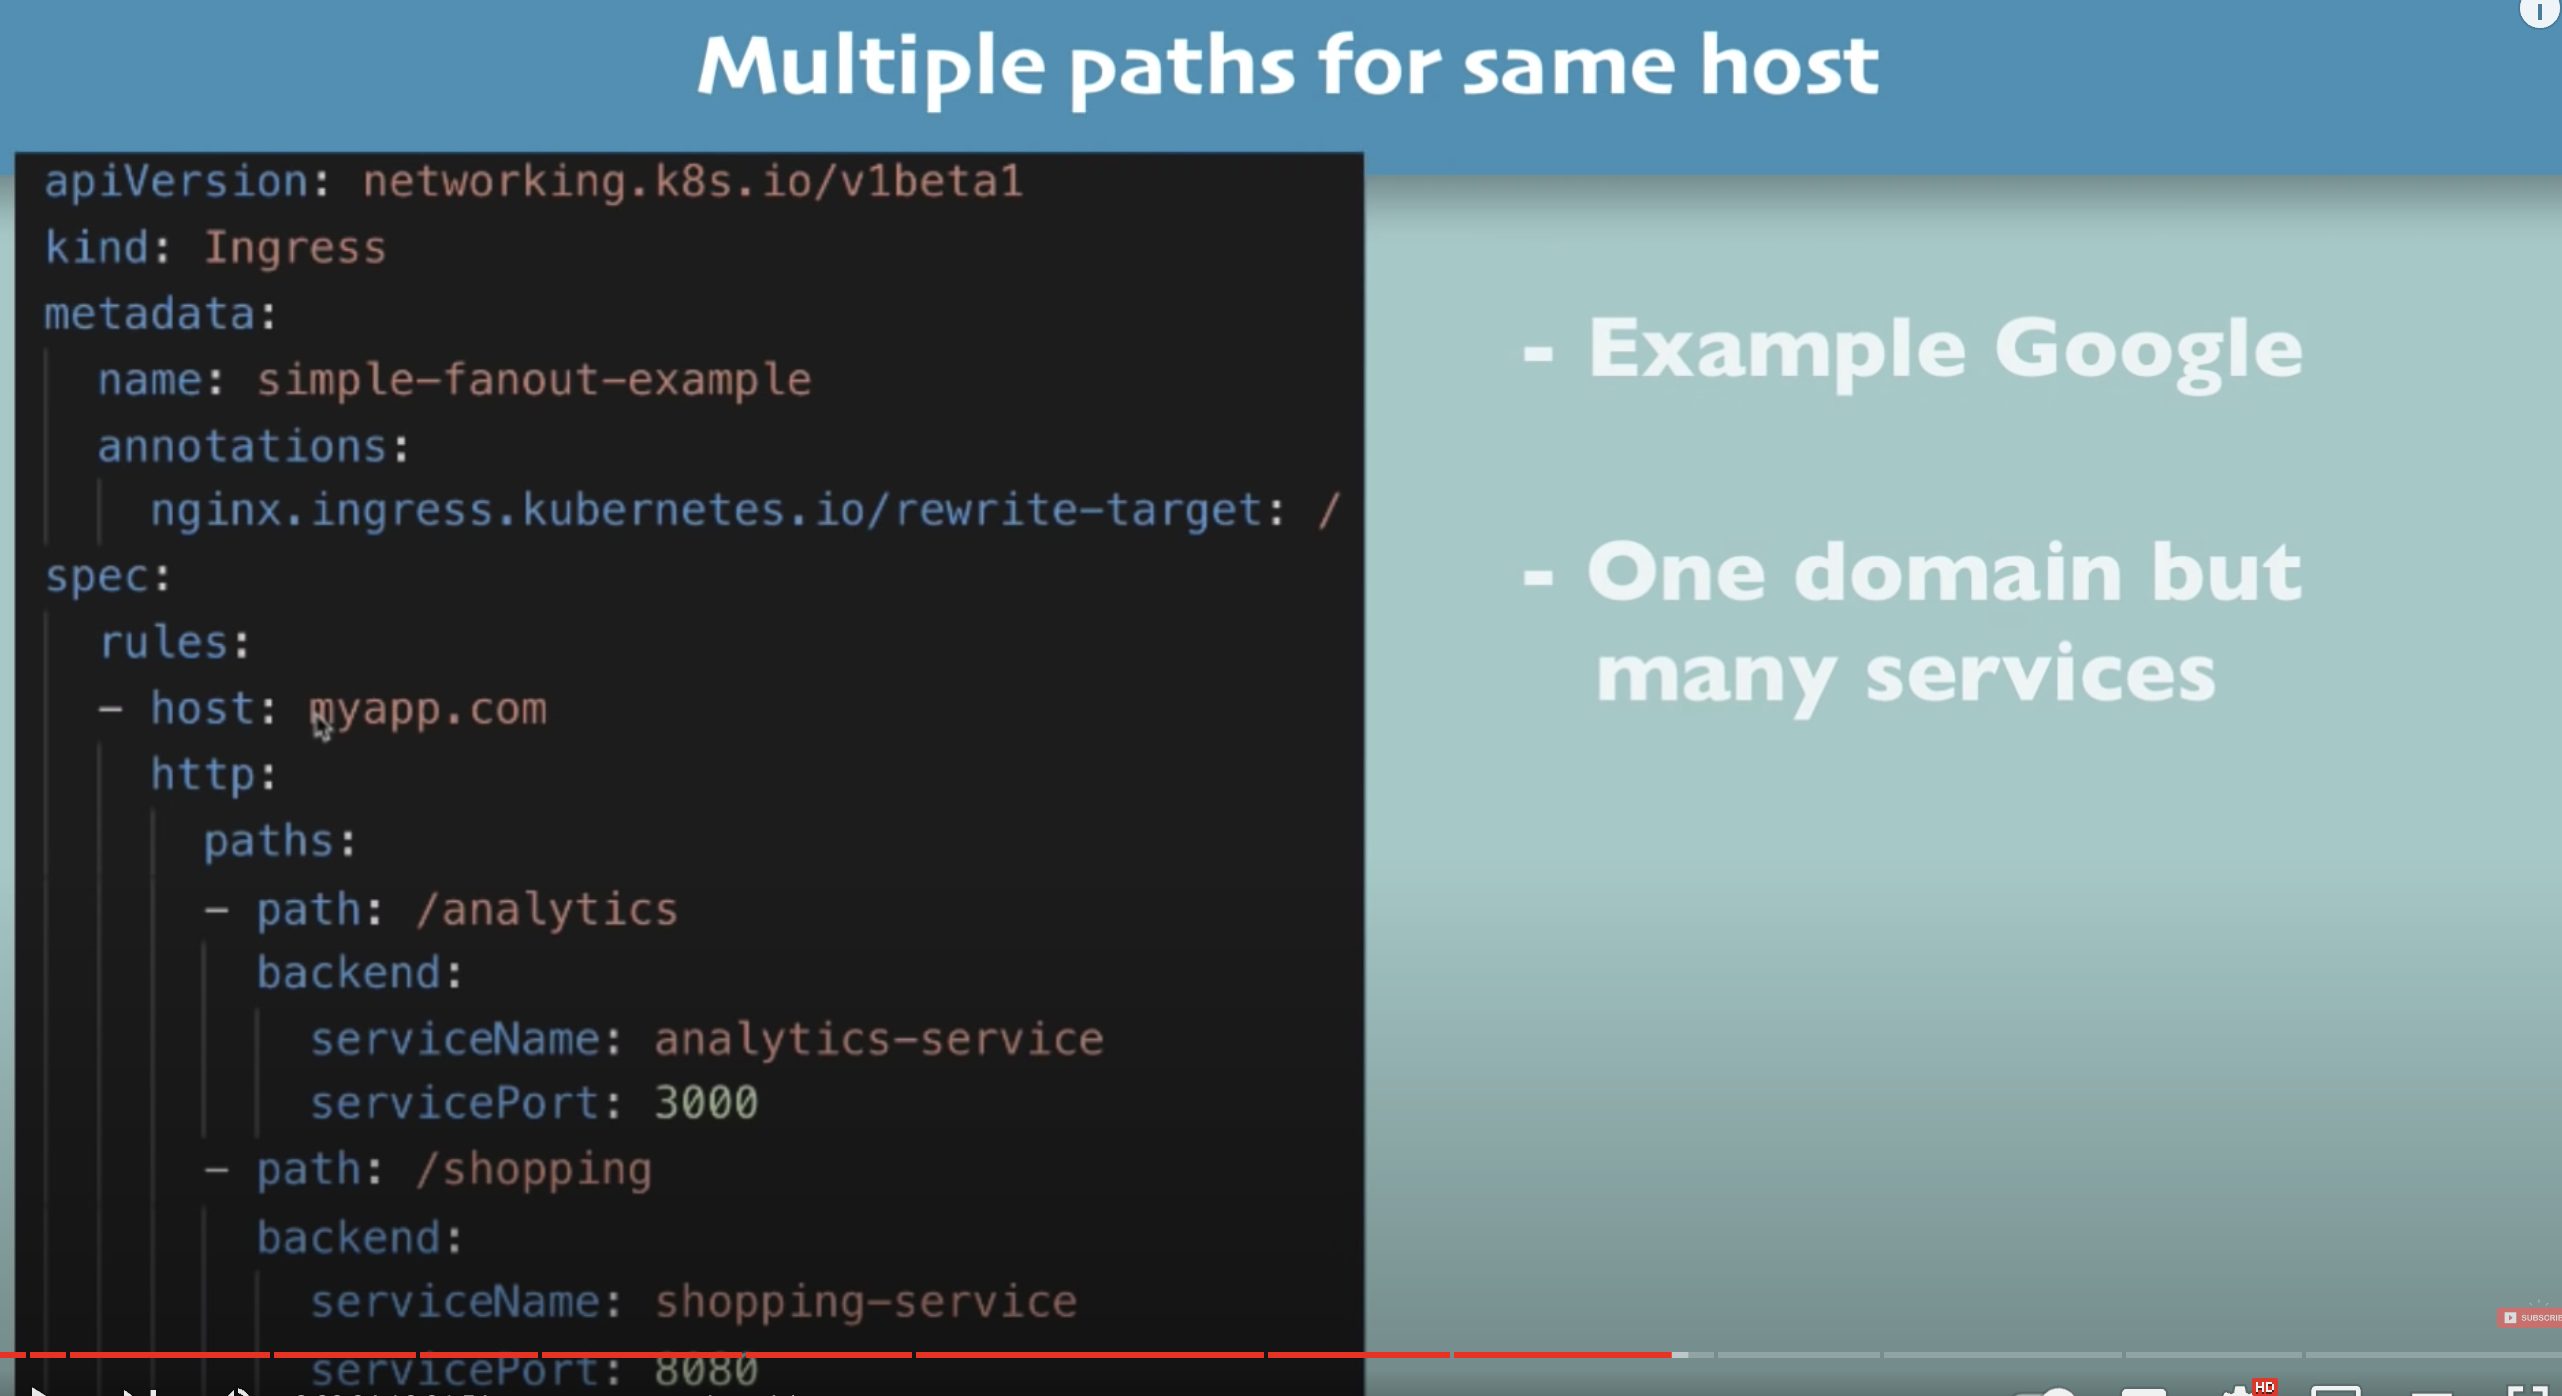 Multiple paths for same host
apiVersion: networking.k8s.io/v1beta1
kind: Ingress
metadata:
name: simple-fanout-example
annotations:
nginx.ingress.kubernetes.io/rewrite-target: /
spec:
rules:
- host: myapp.com
http:
paths:
- path: /analytics
backend:
serviceName: analytics-service
servicePort: 3000
- path: /shopping
backend:
serviceName: shopping-service
servicePort: 8080
- Example Google
- One domain but
many services
SUBSCRIBE
HD